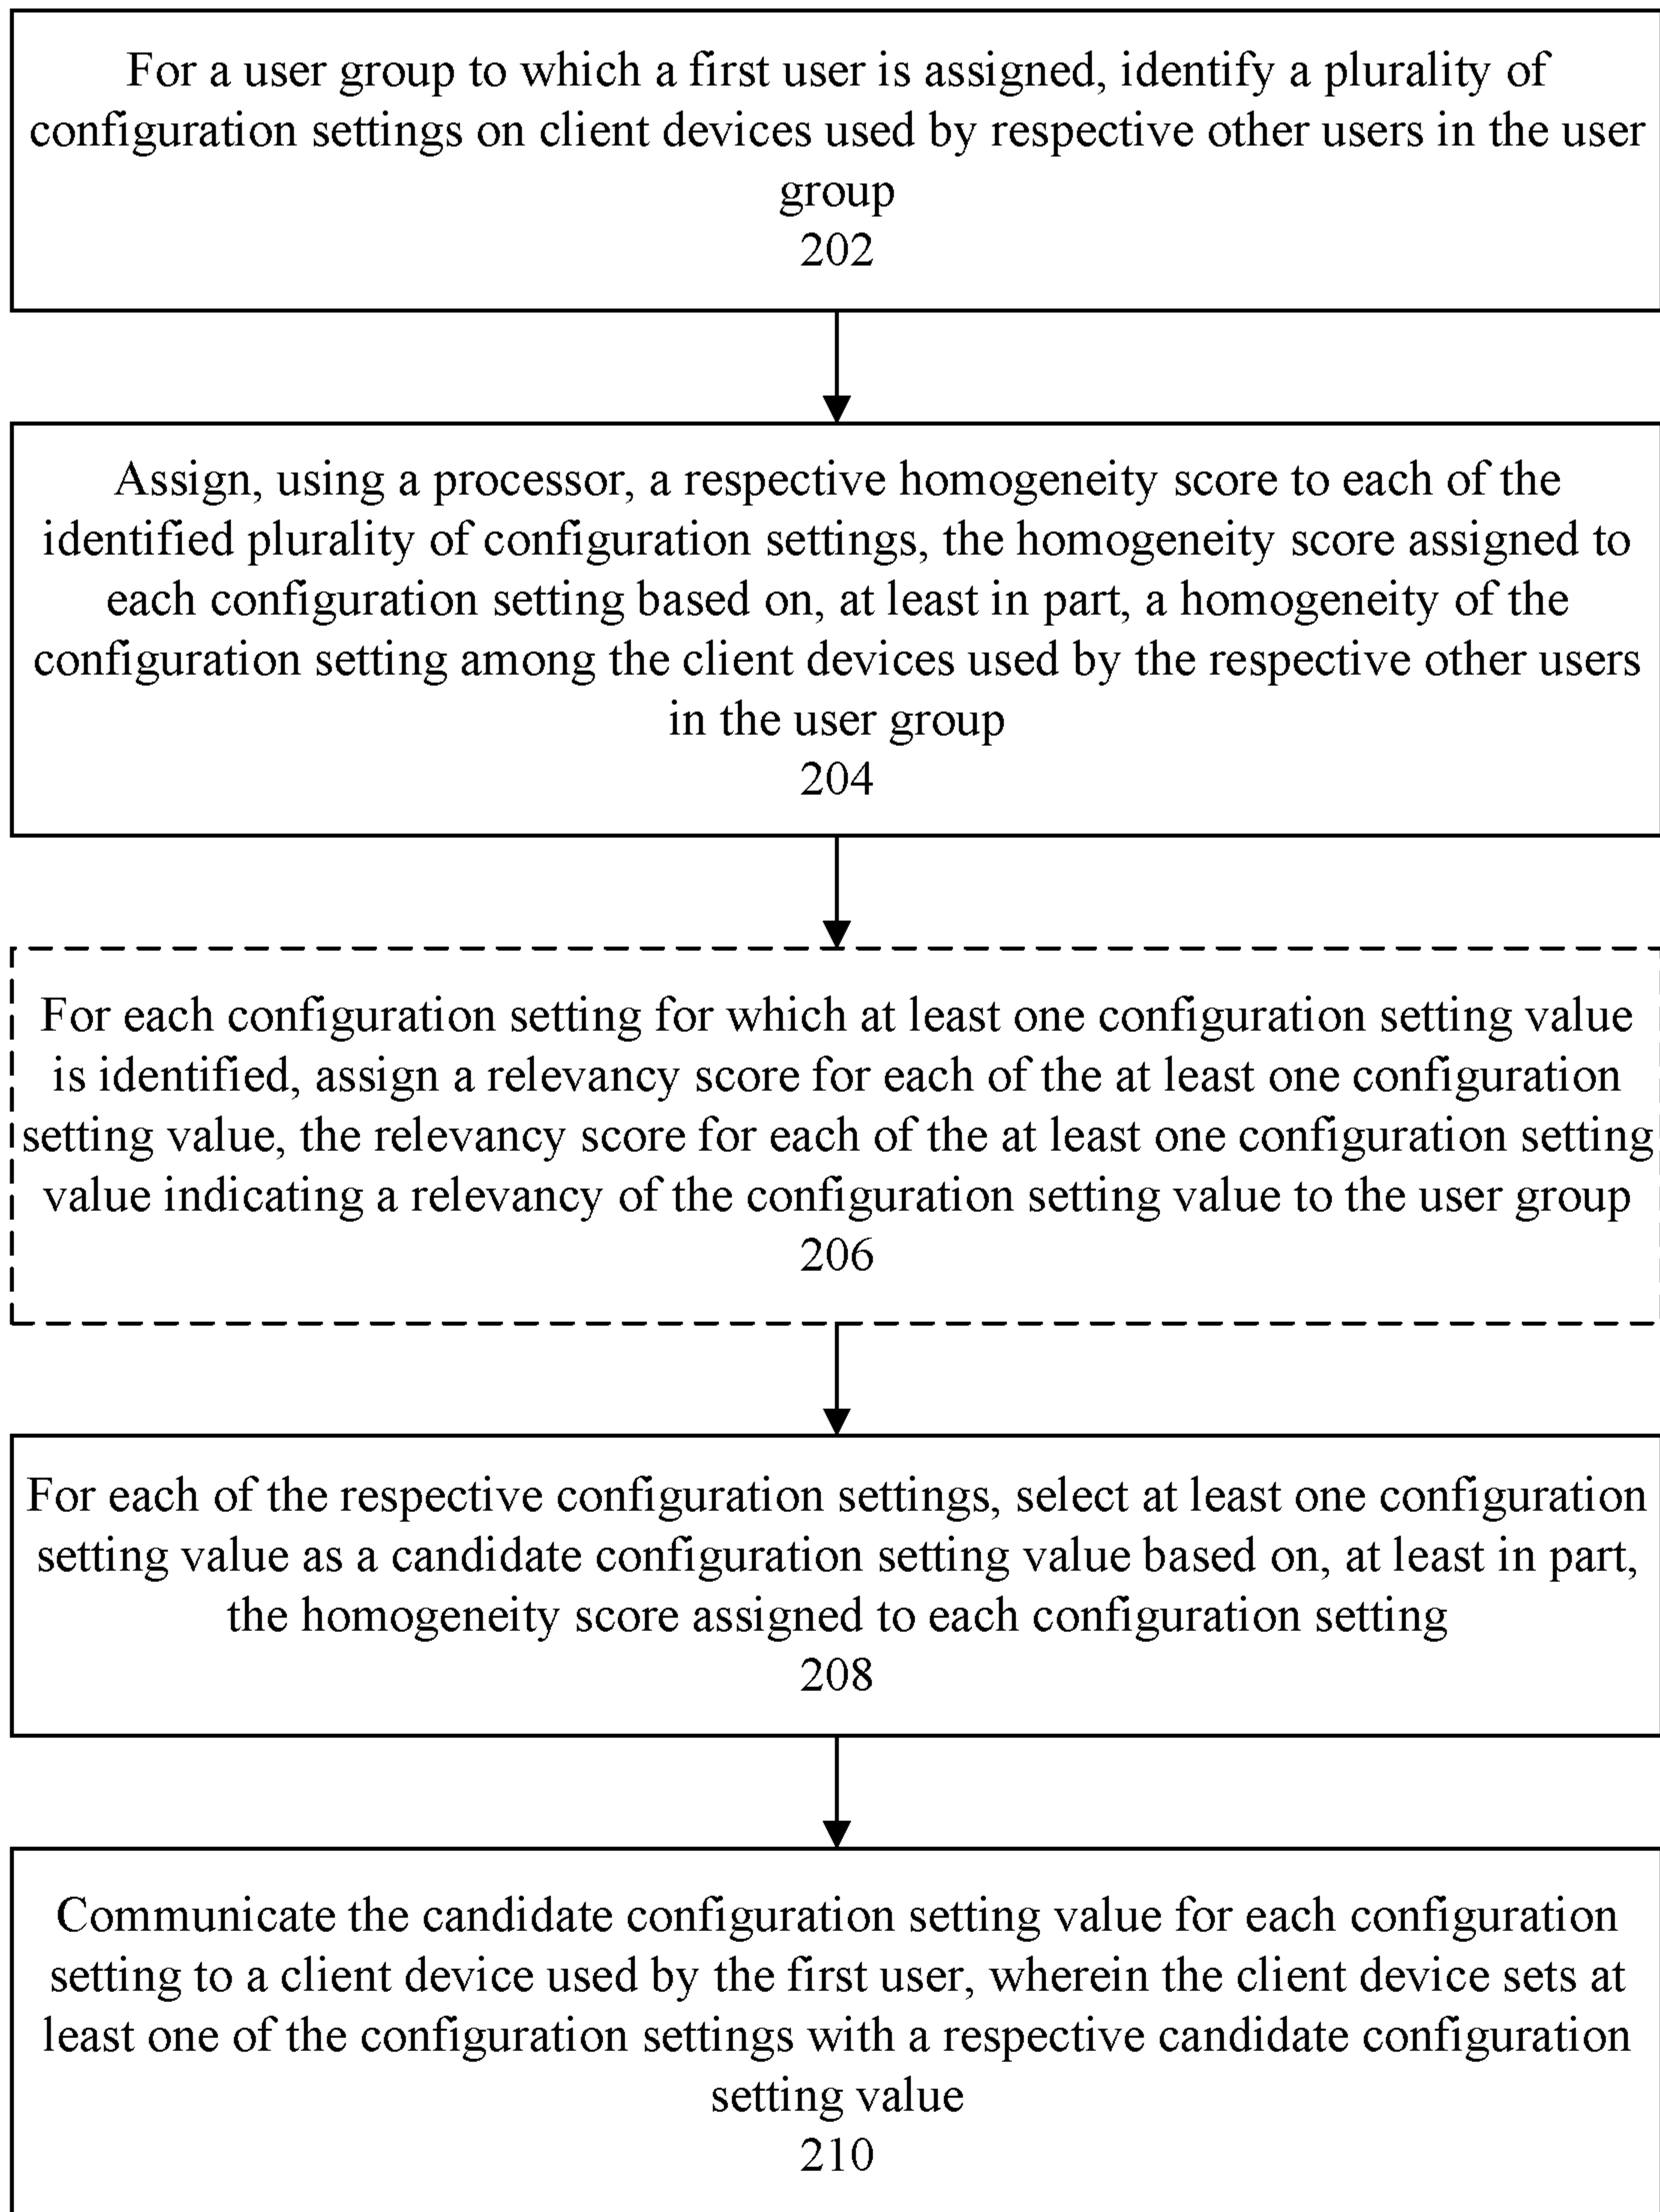 For a user group to which a first user is assigned, identify a plurality of
configuration settings on client devices used by respective other users in the user
group
202
Assign, using a processor, a respective homogeneity score to each of the
identified plurality of configuration settings, the homogeneity score assigned to
each configuration setting based on, at least in part, a homogeneity of the
configuration setting among the client devices used by the respective other users
in the user group
204
For each configuration setting for which at least one configuration setting value
is identified, assign a relevancy score for each of the at least one configuration
setting value, the relevancy score for each of the at least one configuration setting
value indicating a relevancy of the configuration setting value to the user group
206
For each of the respective configuration settings, select at least one configuration
setting value as a candidate configuration setting value based on, at least in part,
the homogeneity score assigned to each configuration setting
208
Communicate the candidate configuration setting value for each configuration
setting to a client device used by the first user, wherein the client device sets at
least one of the configuration settings with a respective candidate configuration
setting value
210